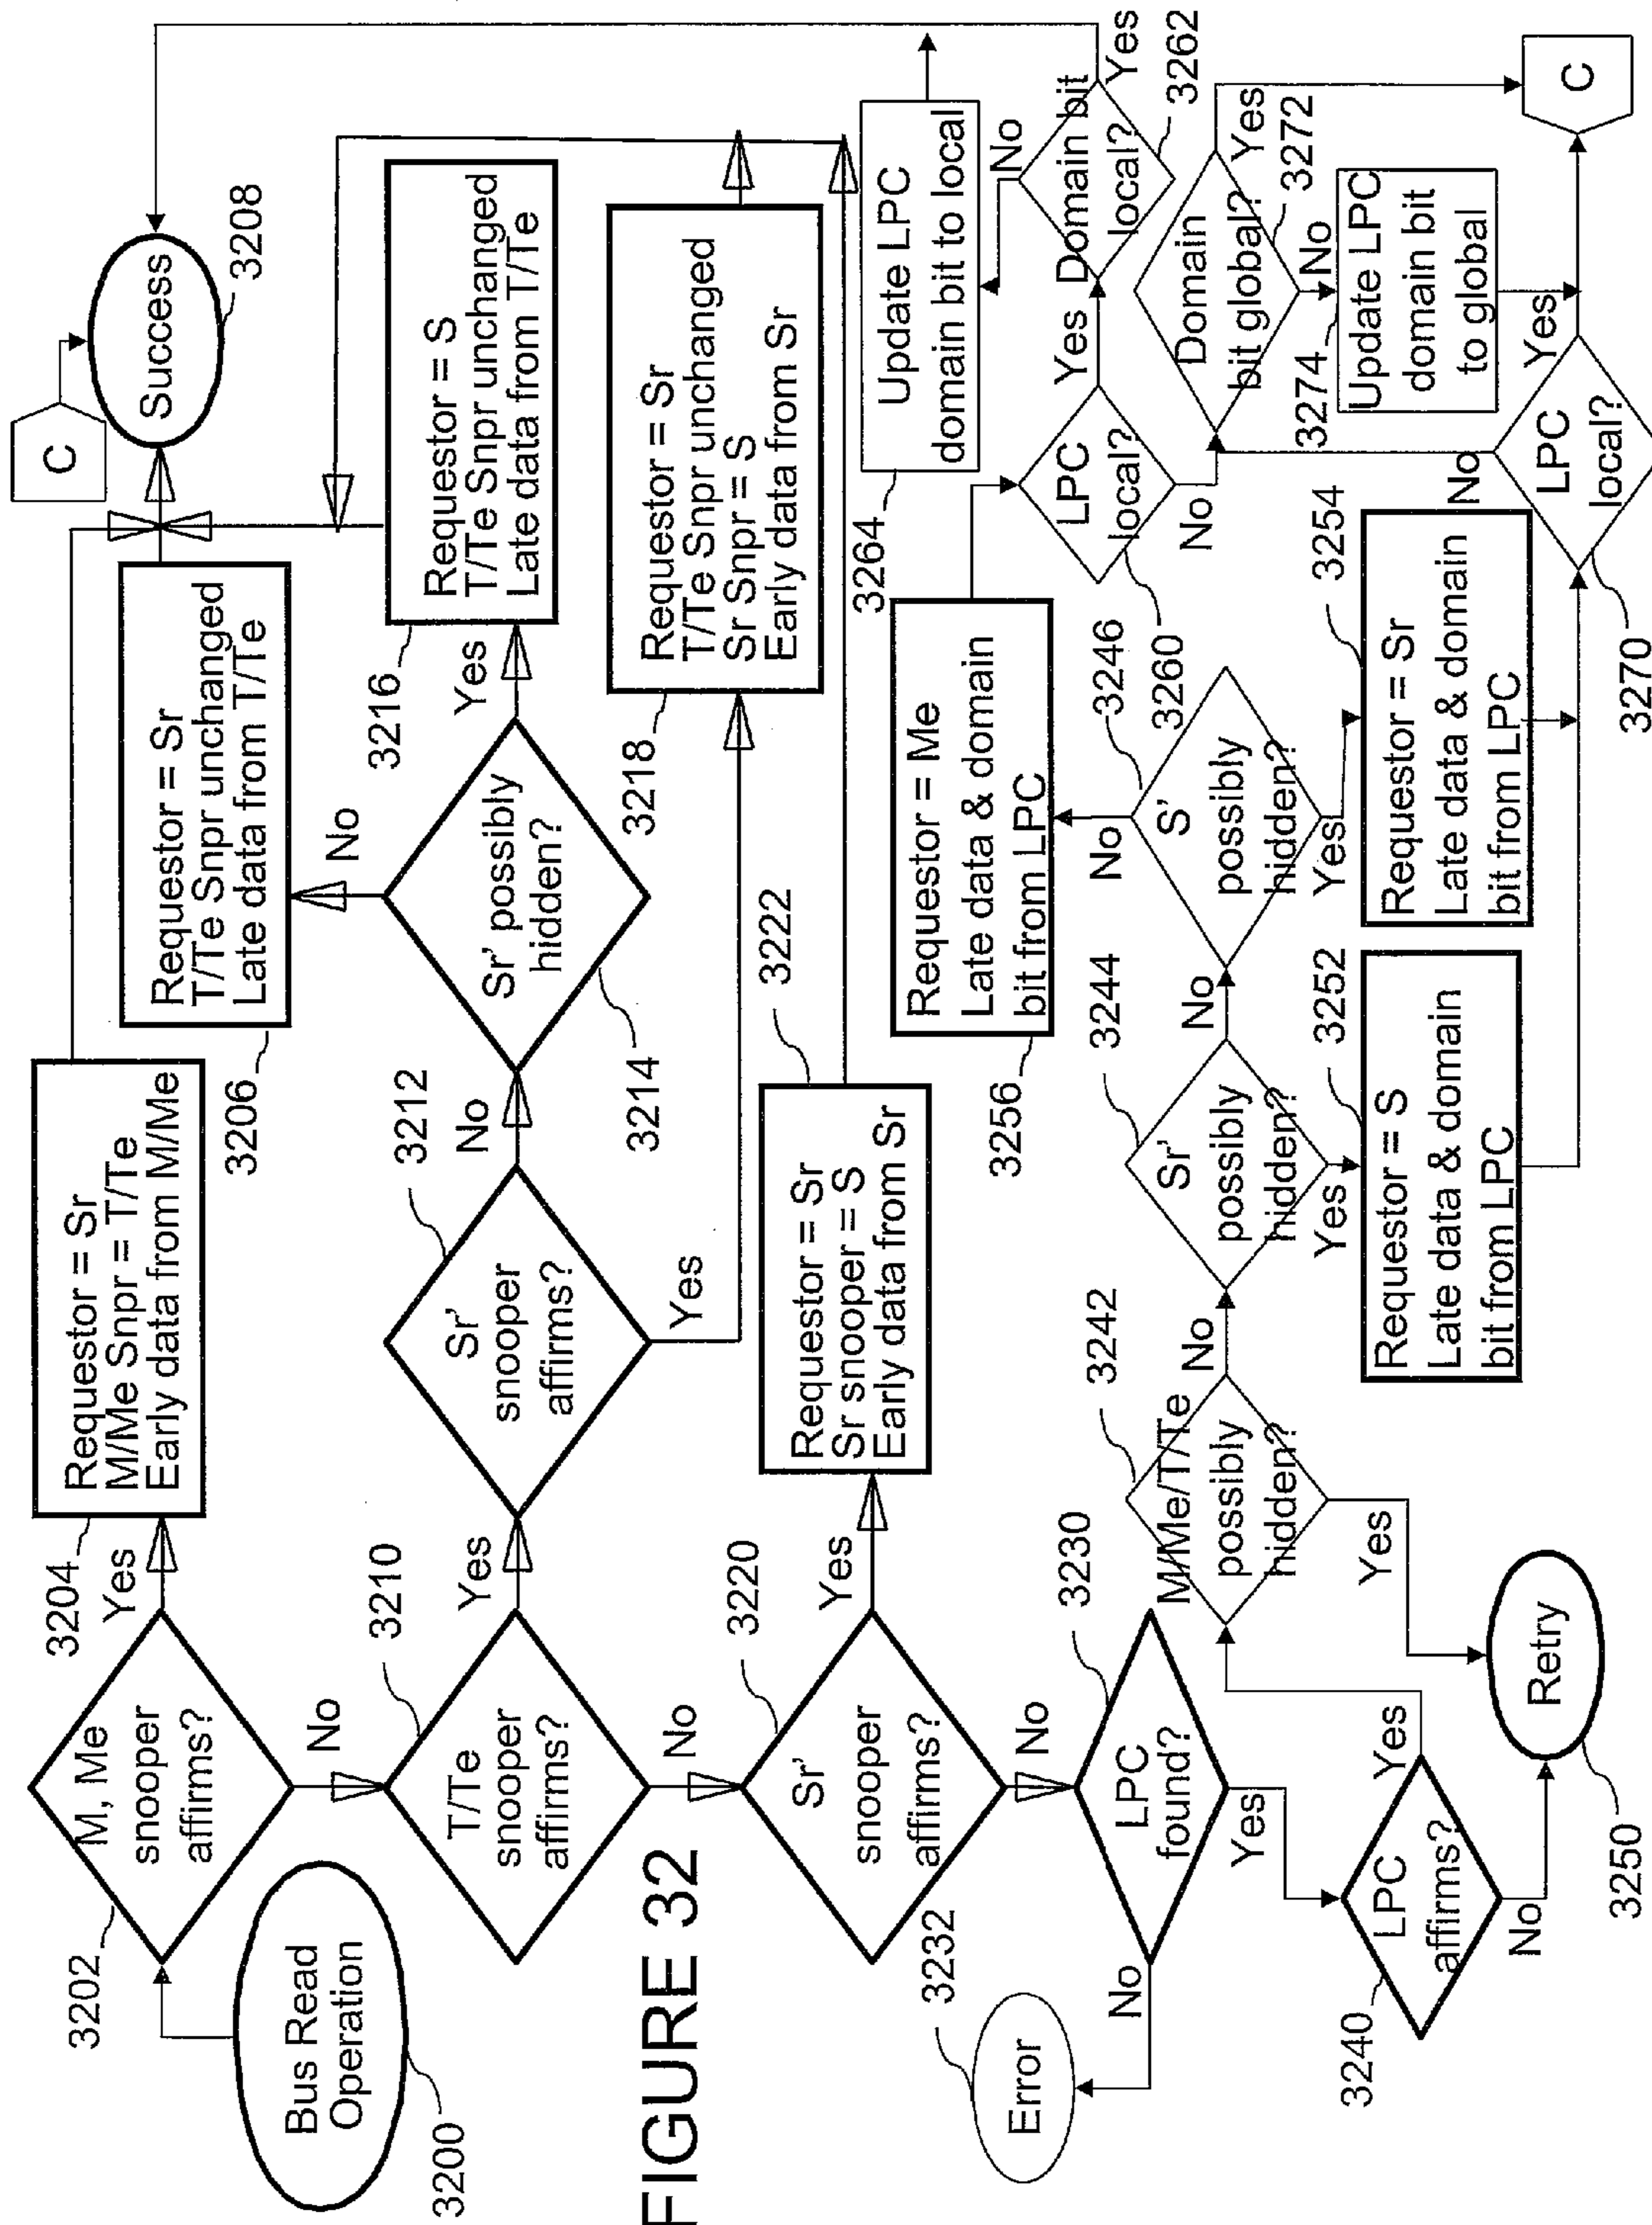 3200
Bus Read
Operation
3202
M, Me
snooper
affirms?
Yes
No
3204
Requestor = Sr
M/Me Snpr = T/Te
Early data from M/Me
3206
Requestor = Sr
T/Te Snpr unchanged
Late data from T/Te
C
Success
3208
3210
T/Te
snooper
affirms?
Yes
No
3212
Sr'
snooper
affirms?
No
Yes
3214
Sr' possibly
hidden?
No
Yes
3216
Requestor = S
T/Te Snpr unchanged
Late data from T/Te
3218
Requestor = Sr
T/Te Snpr unchanged
Sr Snpr = S
Early data from Sr
FIGURE 32
3220
Sr'
snooper
affirms?
Yes
No
3222
Requestor = Sr
Sr snooper = S
Early data from Sr
3230
LPC
found?
No
Yes
3232
Error
3240
LPC
affirms?
Yes
No
3242
M/Me/T/Te
possibly
hidden?
No
Yes
3244
Sr'
possibly
hidden?
No
Yes
3246
S'
possibly
hidden?
No
Yes
3250
Retry
3252
Requestor = S
Late data & domain
bit from LPC
3254
Requestor = Sr
Late data & domain
bit from LPC
3256
Requestor = Me
Late data & domain
bit from LPC
3260
LPC
local?
Yes
No
3262
Domain bit
local?
No
Yes
3264
Update LPC
domain bit to local
3270
LPC
local?
No
Yes
3272
Domain
bit global?
Yes
No
3274
Update LPC
domain bit
to global
C